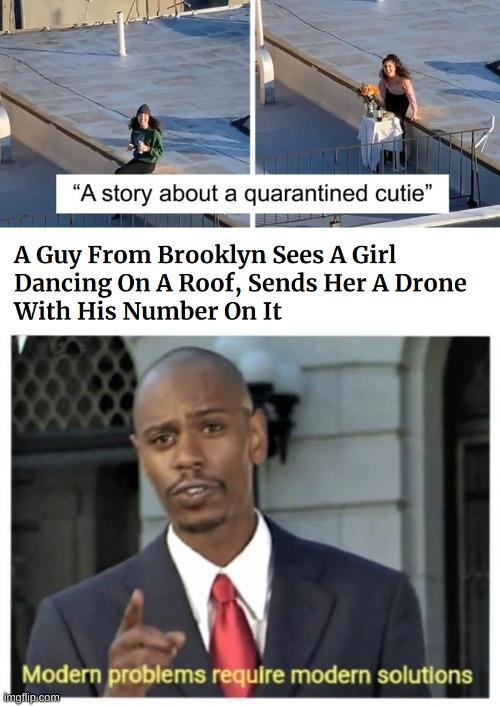 “A story about a quarantined cutie”
A Guy From Brooklyn Sees A Girl
Dancing On A Roof, Sends Her A Drone
With His Number On It
Modern problems require modern solutions
imgflip.com